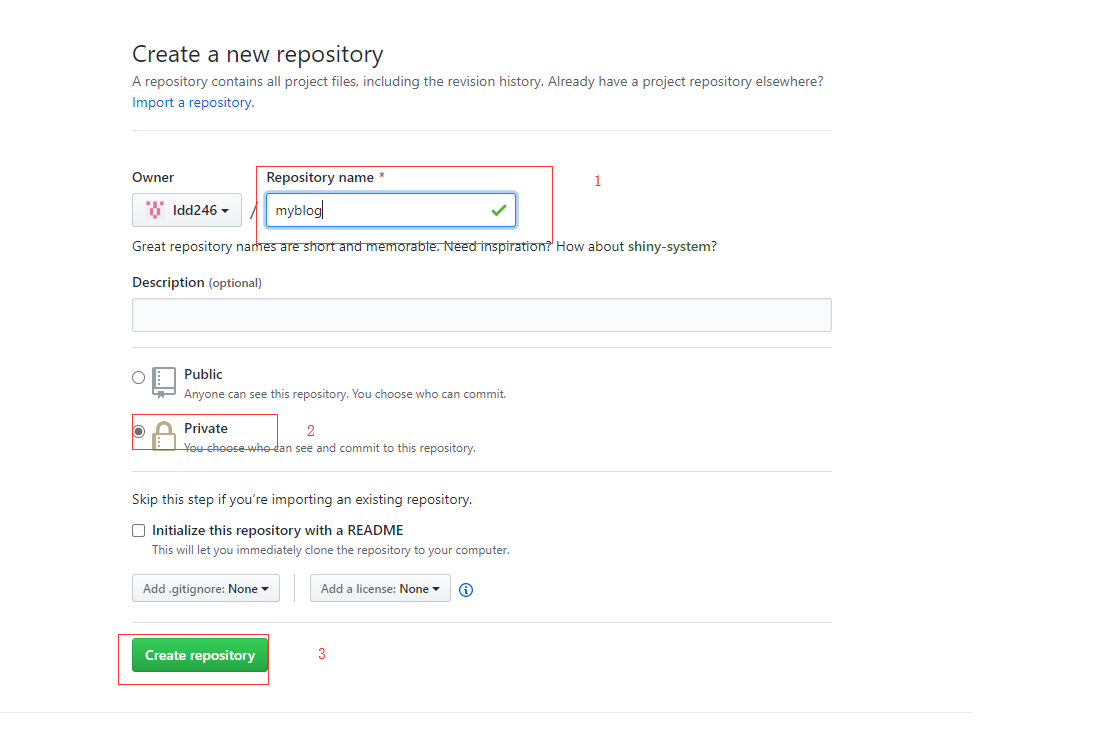 Create a new repository
A repository contains all project files, including the revision history. Already have a project repository elsewhere?
Import a repository.
Owner
Repository name *
1
ldd246 / myblog
Great repository names are short and memorable. Need inspiration? How about shiny-system?
Description (optional)
Public
Anyone can see this repository. You choose who can commit.
Private
2
You choose who can see and commit to this repository.
Skip this step if you’re importing an existing repository.
Initialize this repository with a README
This will let you immediately clone the repository to your computer.
Add .gitignore: None
Add a license: None
Create repository
3